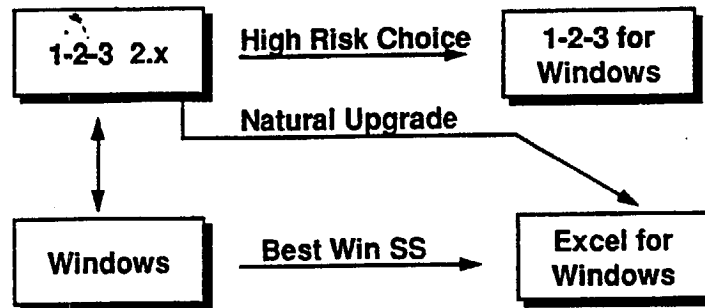 1-2-3 2.x
High Risk Choice
1-2-3 for
Windows
Natural Upgrade
Windows
Best Win SS
Excel for
Windows